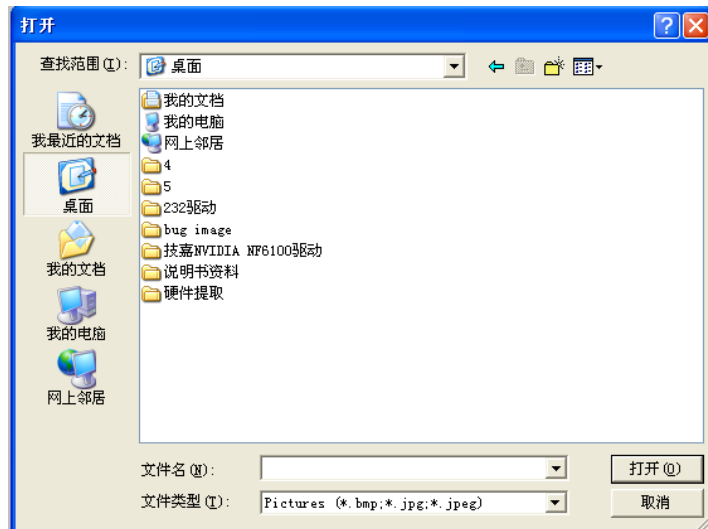 打开
查找范围(I):
桌面
我最近的文档
桌面
我的文档
我的电脑
网上邻居
我的文档
我的电脑
网上邻居
4
5
232驱动
bug image
技嘉NVIDIA NF6100驱动
说明书资料
硬件提取
文件名(N):
打开(O)
文件类型(T):
Pictures (*.bmp;*.jpg;*.jpeg)
取消